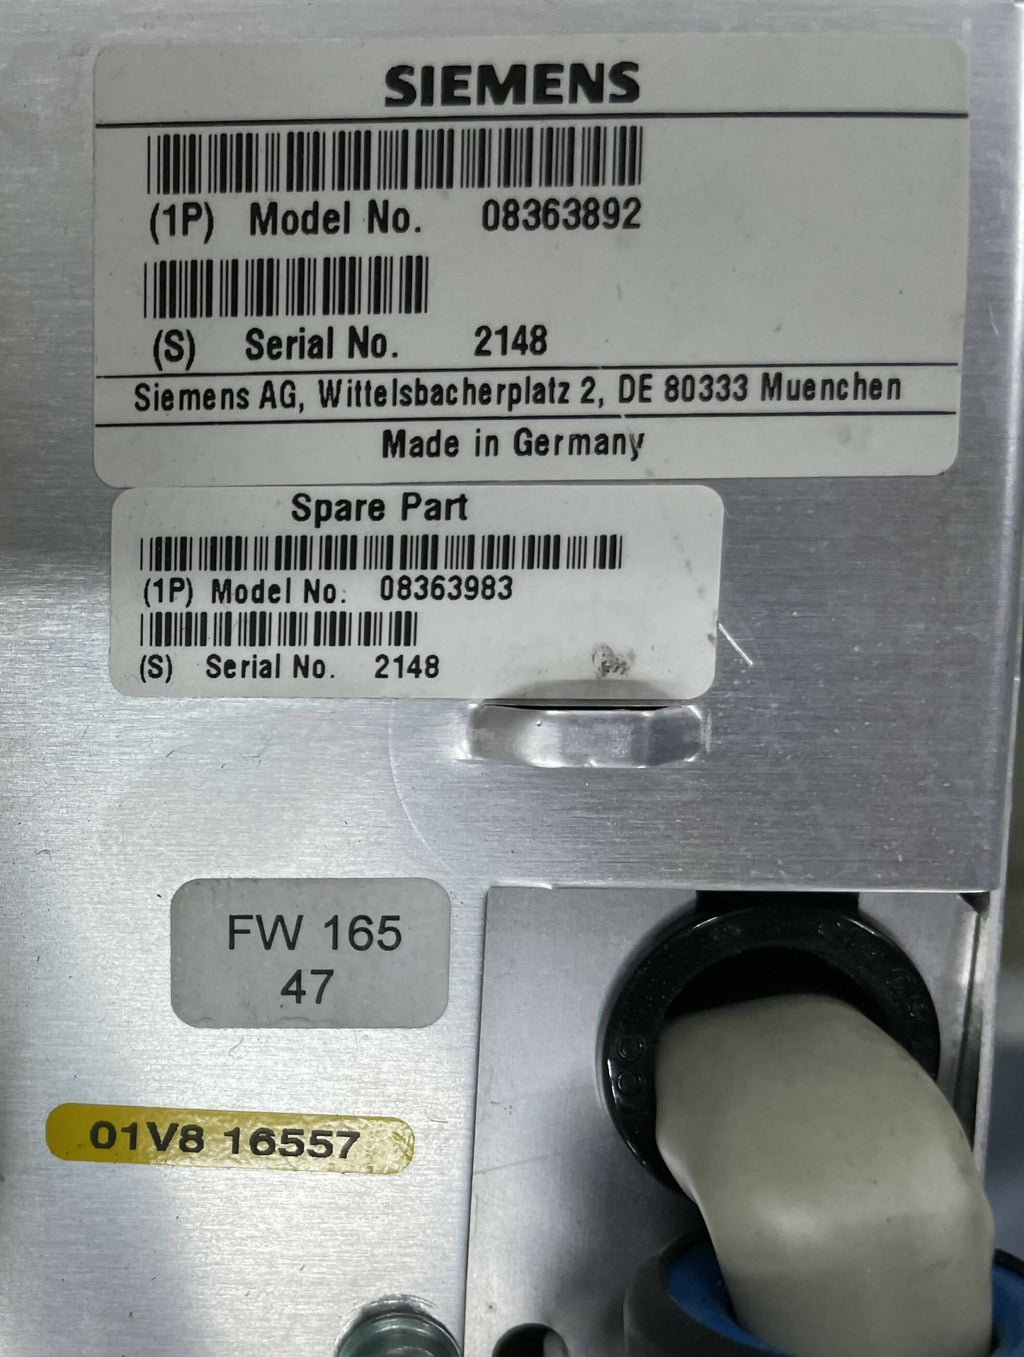 SIEMENS
(1P) Model No. 08363892
(S) Serial No. 2148
Siemens AG, Wittelsbacherplatz 2, DE 80333 Muenchen
Made in Germany
Spare Part
(1P) Model No. 08363983
(S) Serial No. 2148
FW 165
47
01V8 16557